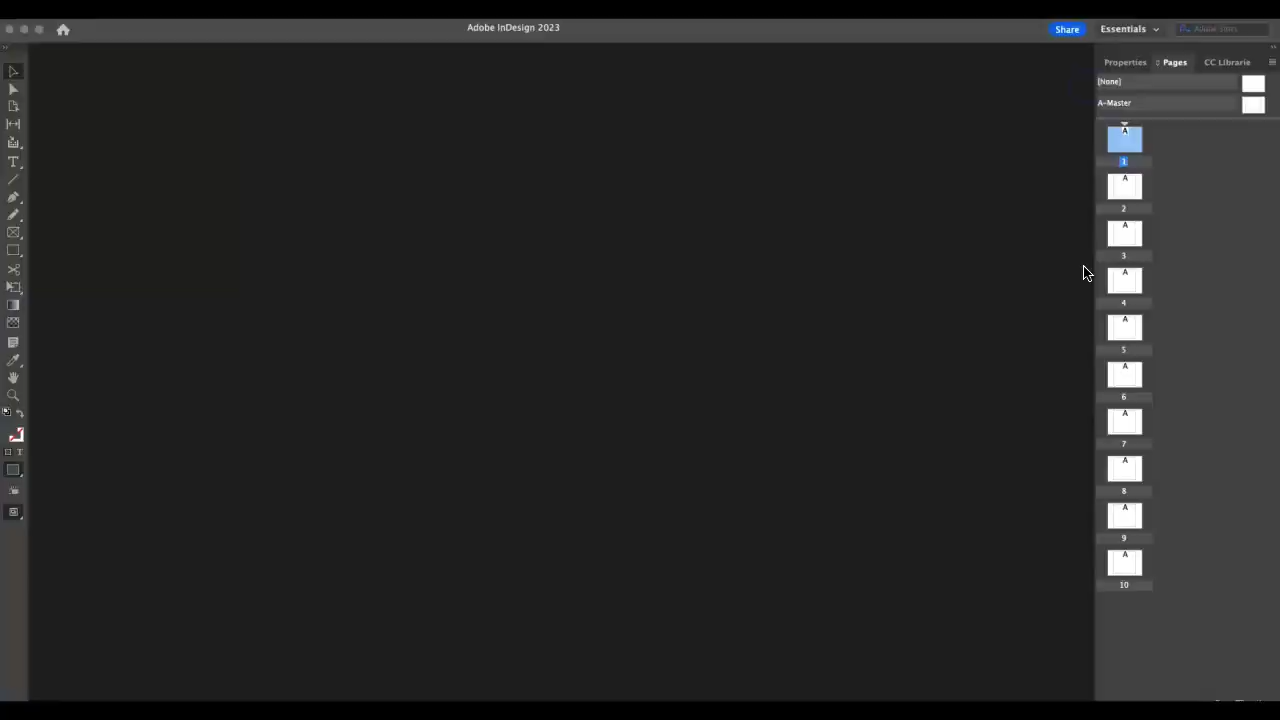 Adobe InDesign 2023
Share
Essentials
Properties
Pages
CC Librarie
[None]
A-Master
A
1
A
2
A
3
A
4
A
5
A
6
A
7
A
8
A
9
A
10
T
T